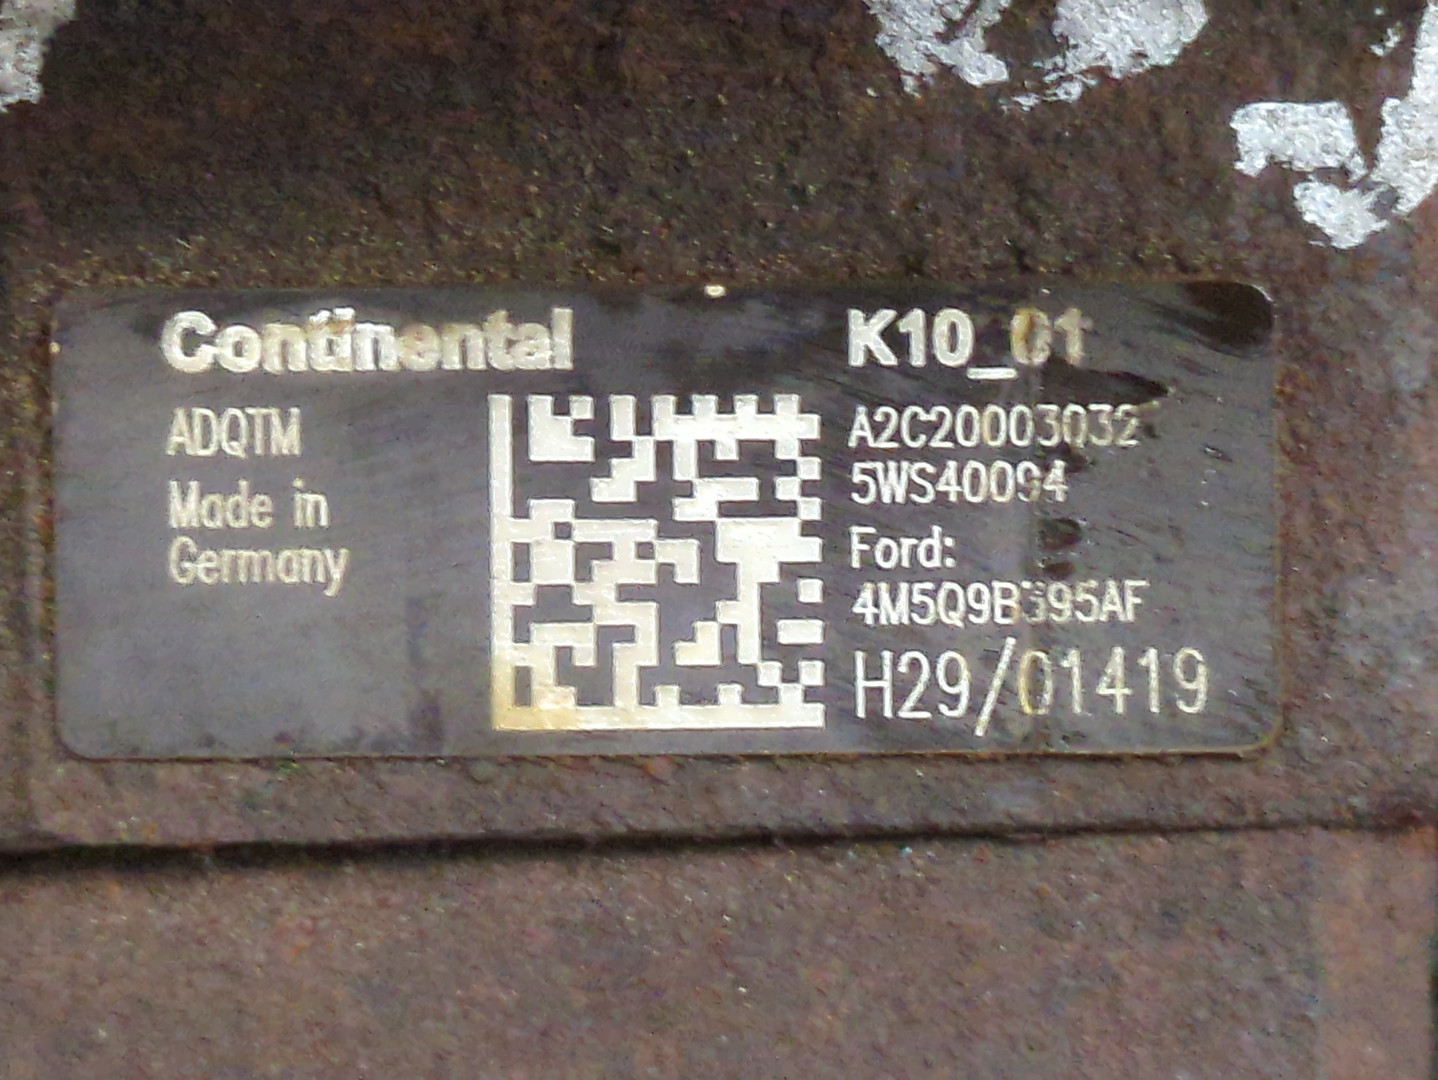 Continental
ADQTM
Made in
Germany
K10_01
A2C20003032
5WS40094
Ford:
4M5Q9B395AF
H29/01419